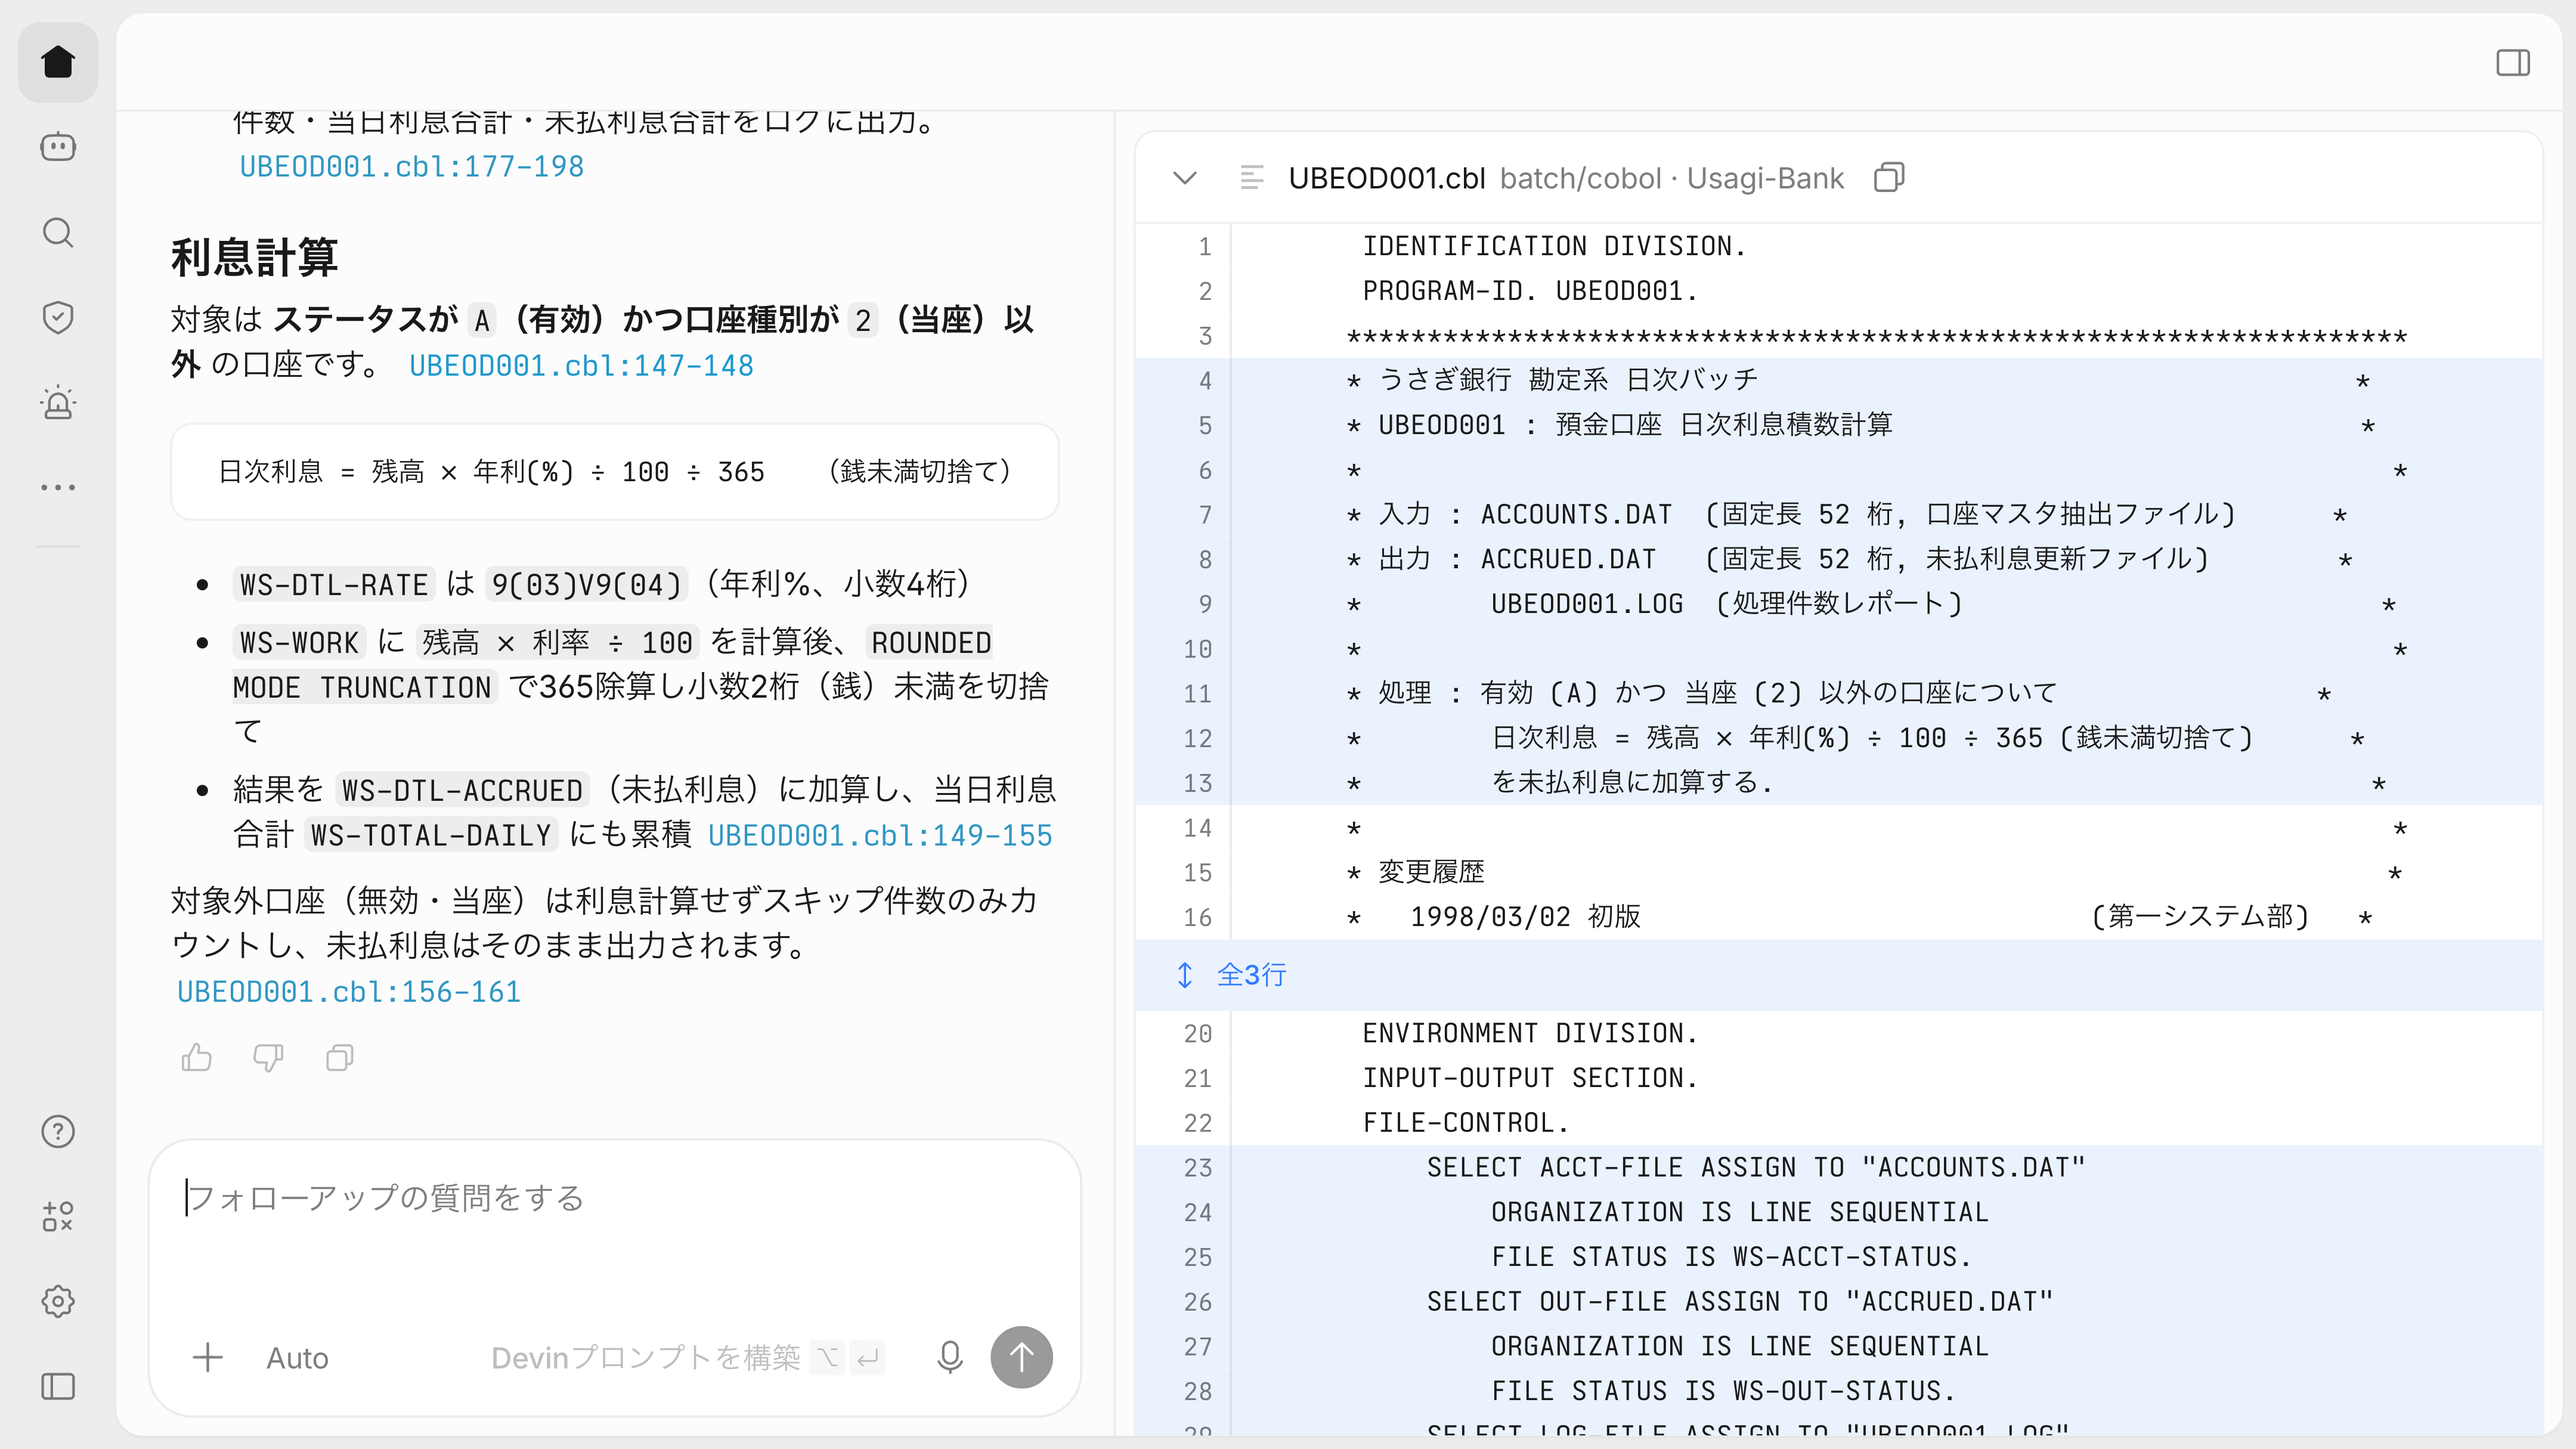 件数・当日利息合計・未払利息合計をログに出力。
UBEOD001.cbl:177-198
利息計算
対象は ステータスが A（有効）かつ口座種別が 2（当座）以
外 の口座です。 UBEOD001.cbl:147-148
日次利息 = 残高 × 年利(%) ÷ 100 ÷ 365 （銭未満切捨て）
• WS-DTL-RATE は 9(03)V9(04)（年利%、小数4桁）
• WS-WORK に 残高 × 利率 ÷ 100 を計算後、ROUNDED
MODE TRUNCATION で365除算し小数2桁（銭）未満を切捨
て
• 結果を WS-DTL-ACCRUED（未払利息）に加算し、当日利息
合計 WS-TOTAL-DAILY にも累積 UBEOD001.cbl:149-155
対象外口座（無効・当座）は利息計算せずスキップ件数のみカ
ウントし、未払利息はそのまま出力されます。
UBEOD001.cbl:156-161
フォローアップの質問をする
Auto Devinプロンプトを構築 ⌥ ↵
UBEOD001.cbl batch/cobol · Usagi-Bank
1 IDENTIFICATION DIVISION.
2 PROGRAM-ID. UBEOD001.
3 ******************************************************************
4 * うさぎ銀行 勘定系 日次バッチ *
5 * UBEOD001 : 預金口座 日次利息積数計算 *
6 * *
7 * 入力 : ACCOUNTS.DAT (固定長 52 桁, 口座マスタ抽出ファイル) *
8 * 出力 : ACCRUED.DAT (固定長 52 桁, 未払利息更新ファイル) *
9 * UBEOD001.LOG (処理件数レポート) *
10 * *
11 * 処理 : 有効 (A) かつ 当座 (2) 以外の口座について *
12 * 日次利息 = 残高 × 年利(%) ÷ 100 ÷ 365 (銭未満切捨て) *
13 * を未払利息に加算する. *
14 * *
15 * 変更履歴 *
16 * 1998/03/02 初版 (第一システム部) *
全3行
20 ENVIRONMENT DIVISION.
21 INPUT-OUTPUT SECTION.
22 FILE-CONTROL.
23 SELECT ACCT-FILE ASSIGN TO "ACCOUNTS.DAT"
24 ORGANIZATION IS LINE SEQUENTIAL
25 FILE STATUS IS WS-ACCT-STATUS.
26 SELECT OUT-FILE ASSIGN TO "ACCRUED.DAT"
27 ORGANIZATION IS LINE SEQUENTIAL
28 FILE STATUS IS WS-OUT-STATUS.
29 SELECT LOG-FILE ASSIGN TO "UBEOD001.LOG"